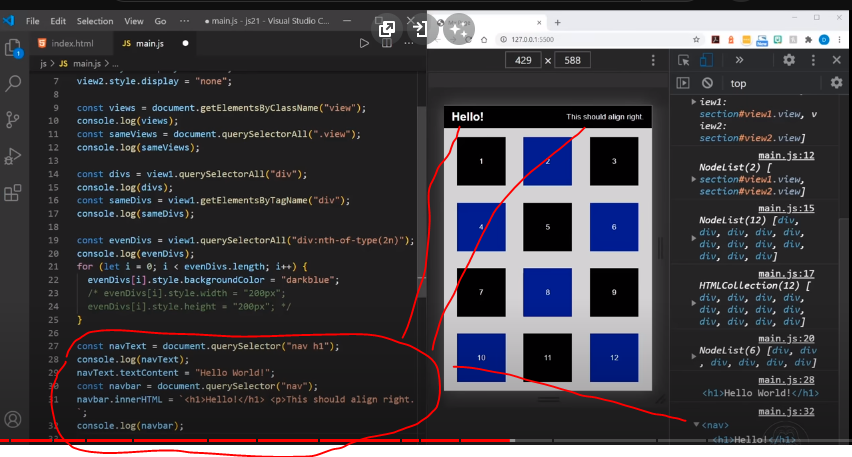 File Edit Selection View Go ··· ● main.js - js21 - Visual Studio C...
index.html
JS main.js ●
js > JS main.js > ...
7 view2.style.display = "none";
8
9 const views = document.getElementsByClassName("view");
10 console.log(views);
11 const sameViews = document.querySelectorAll(".view");
12 console.log(sameViews);
13
14 const divs = view1.querySelectorAll("div");
15 console.log(divs);
16 const sameDivs = view1.getElementsByTagName("div");
17 console.log(sameDivs);
18
19 const evenDivs = view1.querySelectorAll("div:nth-of-type(2n)");
20 console.log(evenDivs);
21 for (let i = 0; i < evenDivs.length; i++) {
22 evenDivs[i].style.backgroundColor = "darkblue";
23 /* evenDivs[i].style.width = "200px";
24 evenDivs[i].style.height = "200px"; */
25 }
26
27 const navText = document.querySelector("nav h1");
28 console.log(navText);
29 navText.textContent = "Hello World!";
30 const navbar = document.querySelector("nav");
31 navbar.innerHTML = `<h1>Hello!</h1> <p>This should align right.
`;
32 console.log(navbar);
1
127.0.0.1:5500
429 × 588
Hello! This should align right.
1 2 3
4 5 6
7 8 9
10 11 12
top
iew1:
section#view1.view, v
iew2:
section#view2.view]
main.js:12
NodeList(2) [
section#view1.view,
section#view2.view]
main.js:15
NodeList(12) [div,
div, div, div, div,
div, div, div, div,
div, div, div]
main.js:17
HTMLCollection(12) [
div, div, div, div,
div, div, div, div,
div, div, div, div]
main.js:20
NodeList(6) [div, div
, div, div, div, div]
main.js:28
<h1>Hello World!</h1>
main.js:32
<nav>
<h1>Hello!</h1>